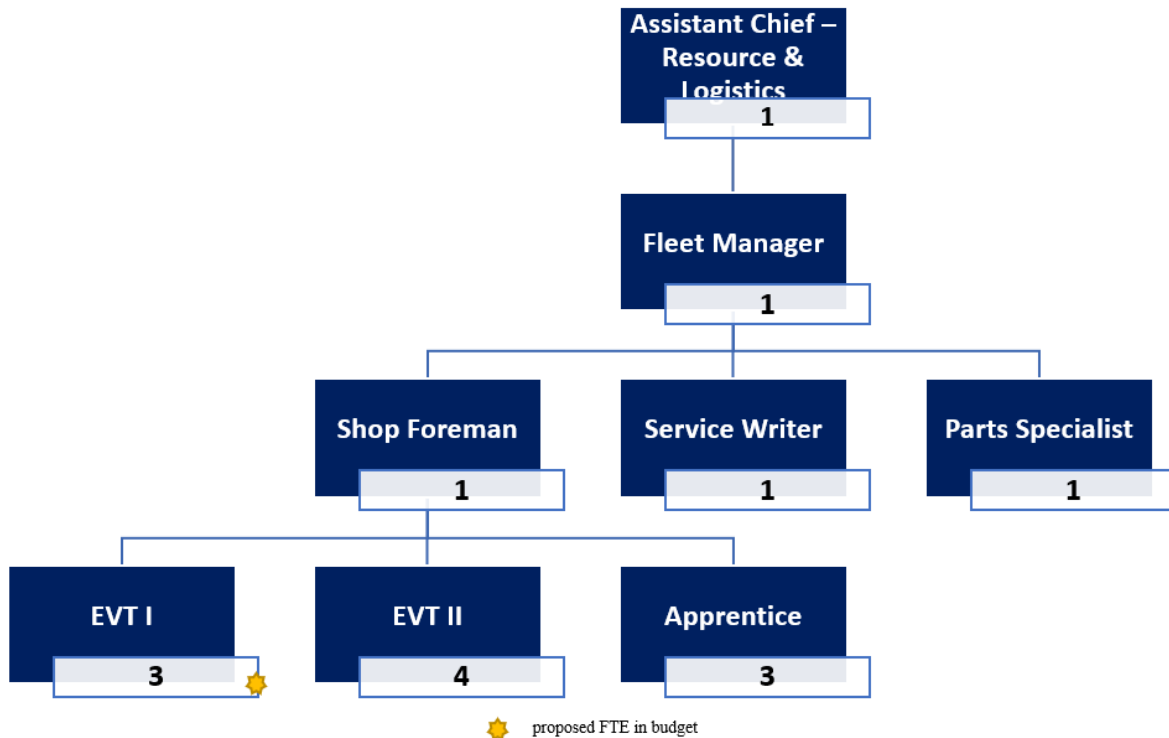 Assistant Chief –
Resource &
Logistics
1
Fleet Manager
1
Shop Foreman
1
Service Writer
1
Parts Specialist
1
EVT I
3
EVT II
4
Apprentice
3
proposed FTE in budget